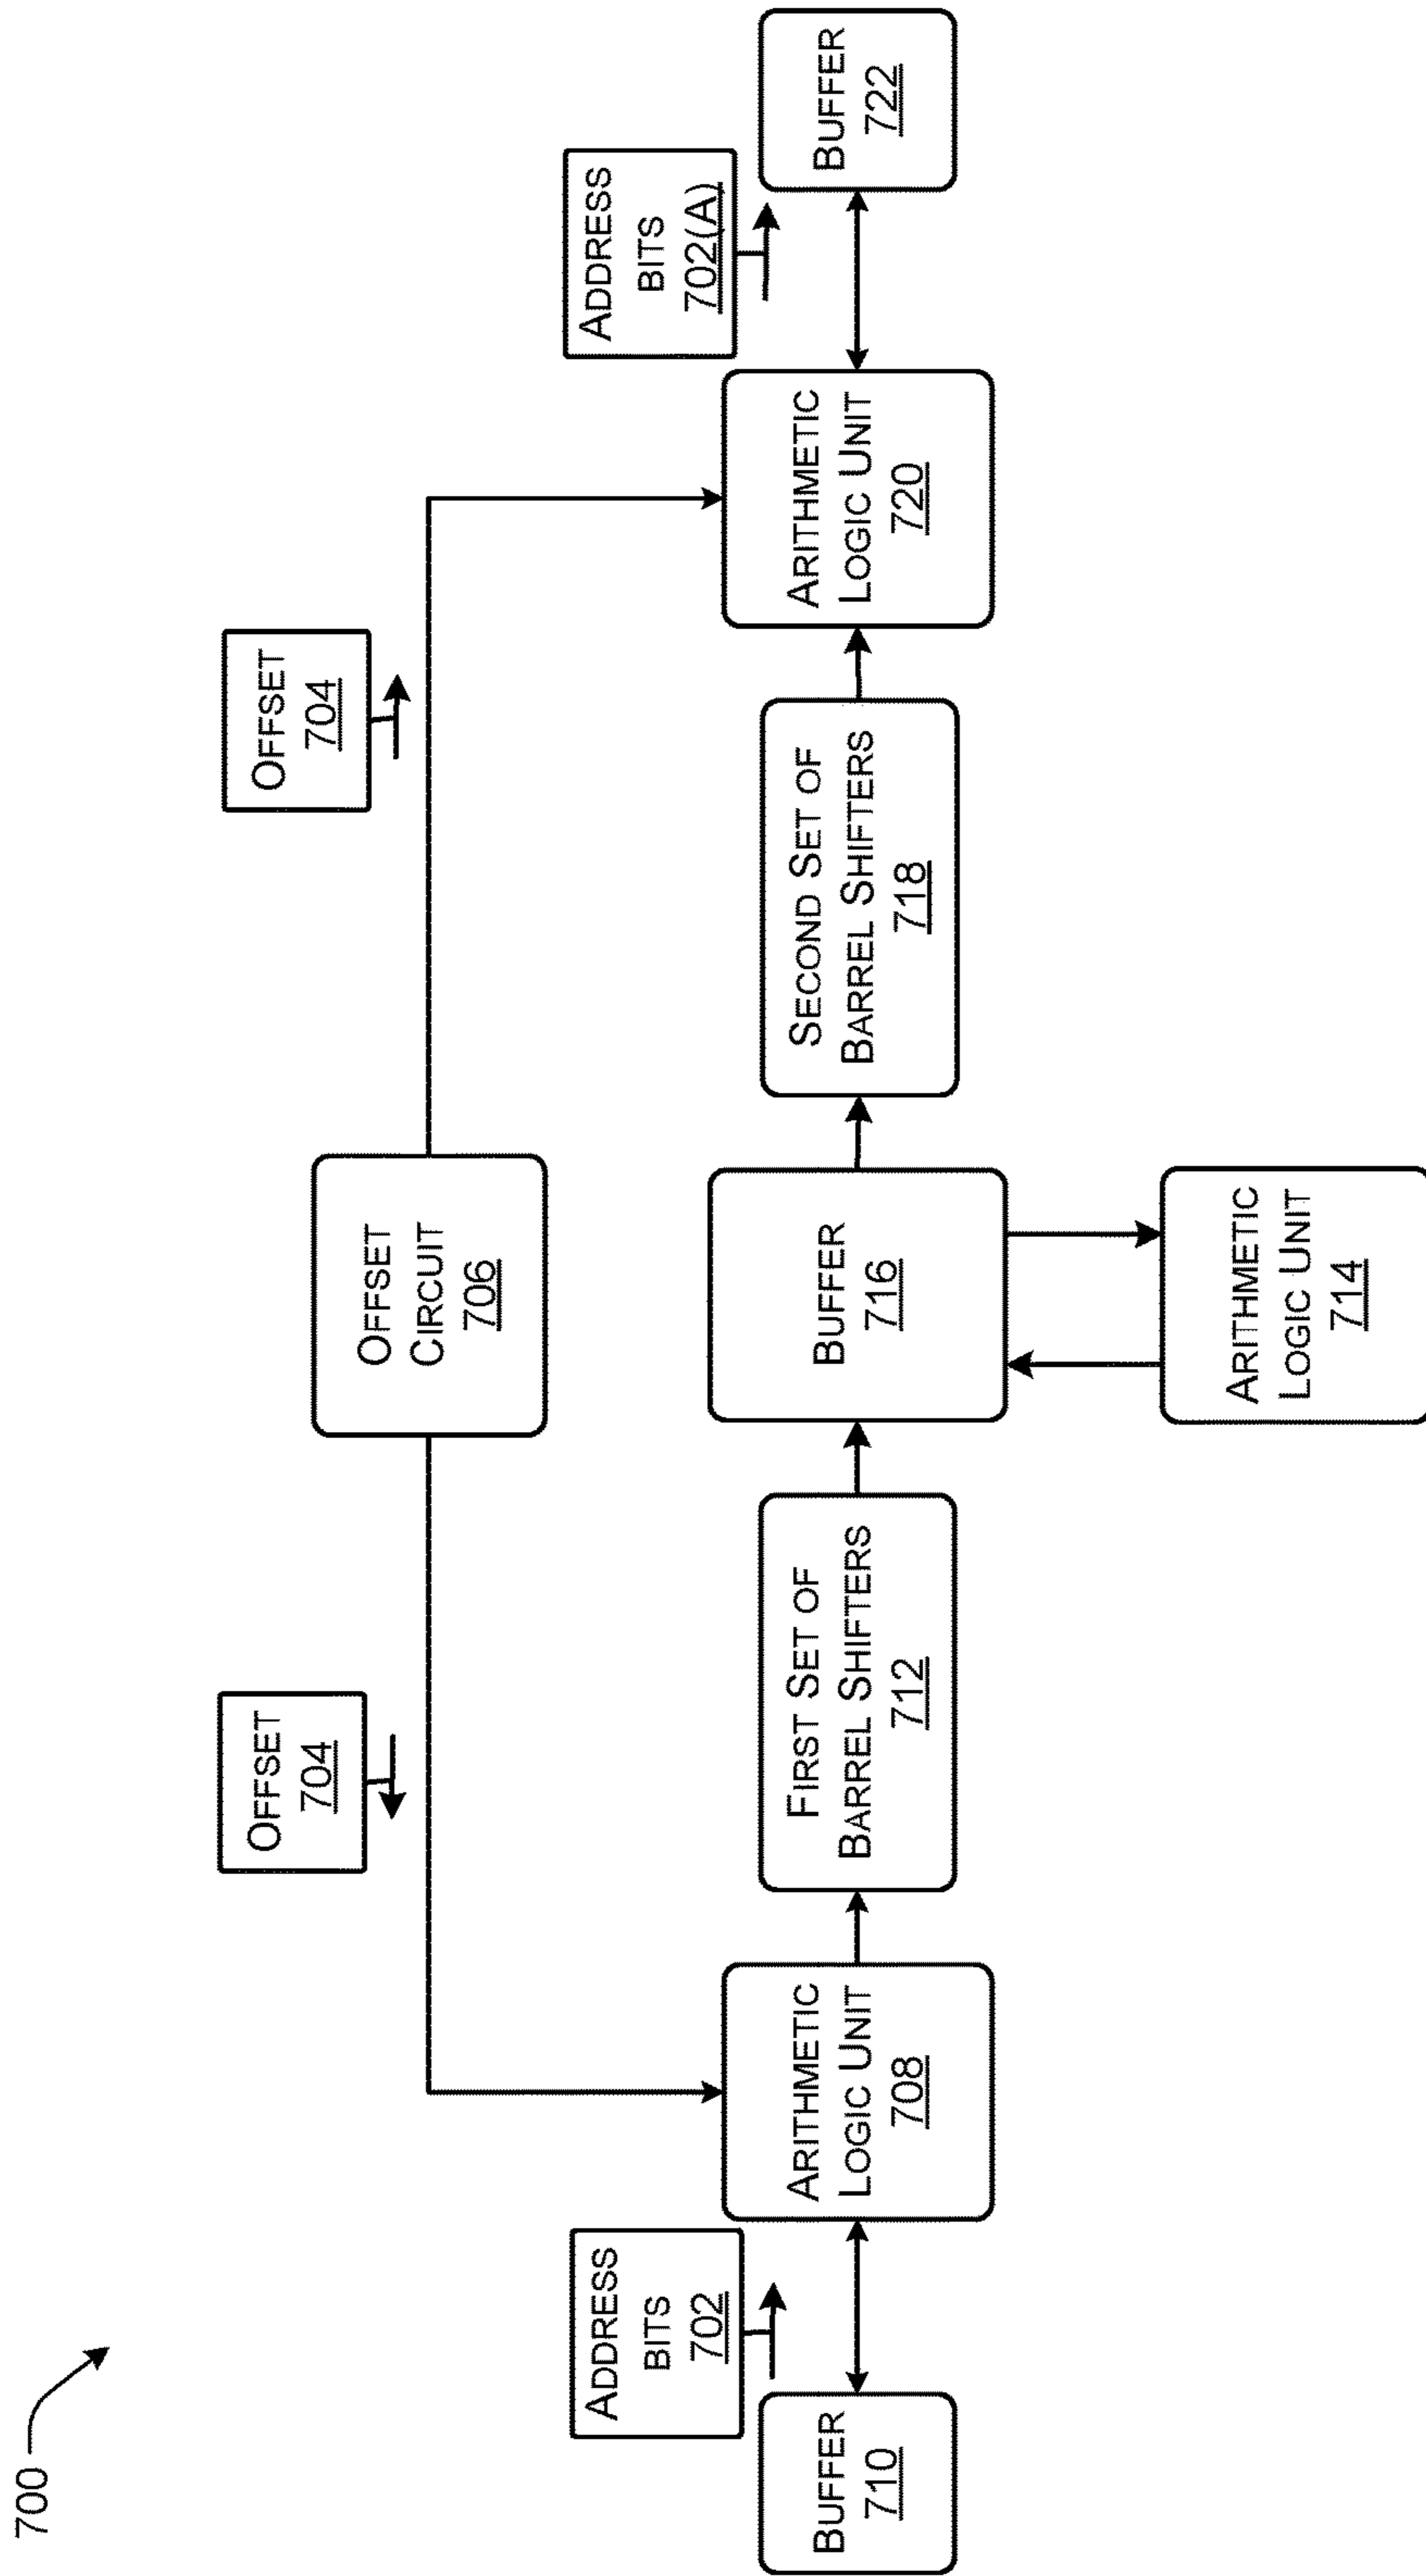 700
OFFSET
704
OFFSET
704
OFFSET
CIRCUIT
706
ADDRESS
BITS
702
ADDRESS
BITS
702(A)
BUFFER
710
ARITHMETIC
LOGIC UNIT
708
FIRST SET OF
BARREL SHIFTERS
712
BUFFER
716
SECOND SET OF
BARREL SHIFTERS
718
ARITHMETIC
LOGIC UNIT
720
BUFFER
722
ARITHMETIC
LOGIC UNIT
714